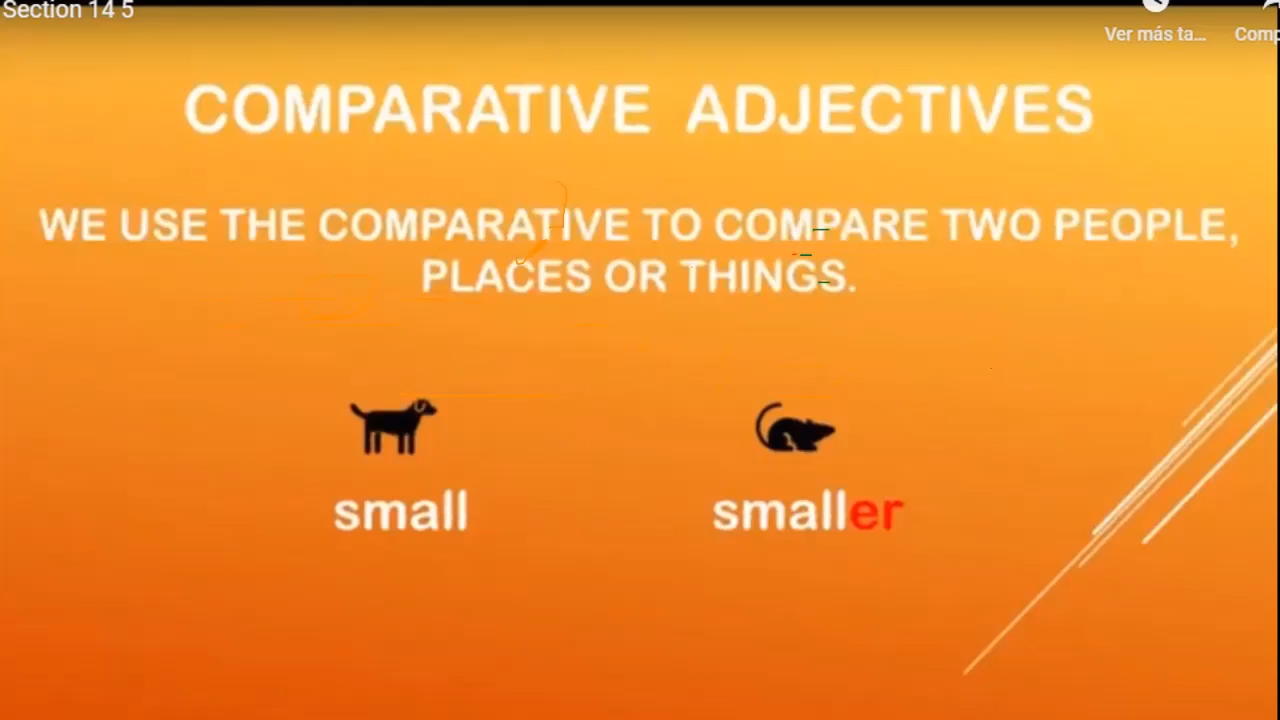 Section 14 5
Ver más ta...
COMPARATIVE ADJECTIVES
WE USE THE COMPARATIVE TO COMPARE TWO PEOPLE,
PLACES OR THINGS.
small smaller